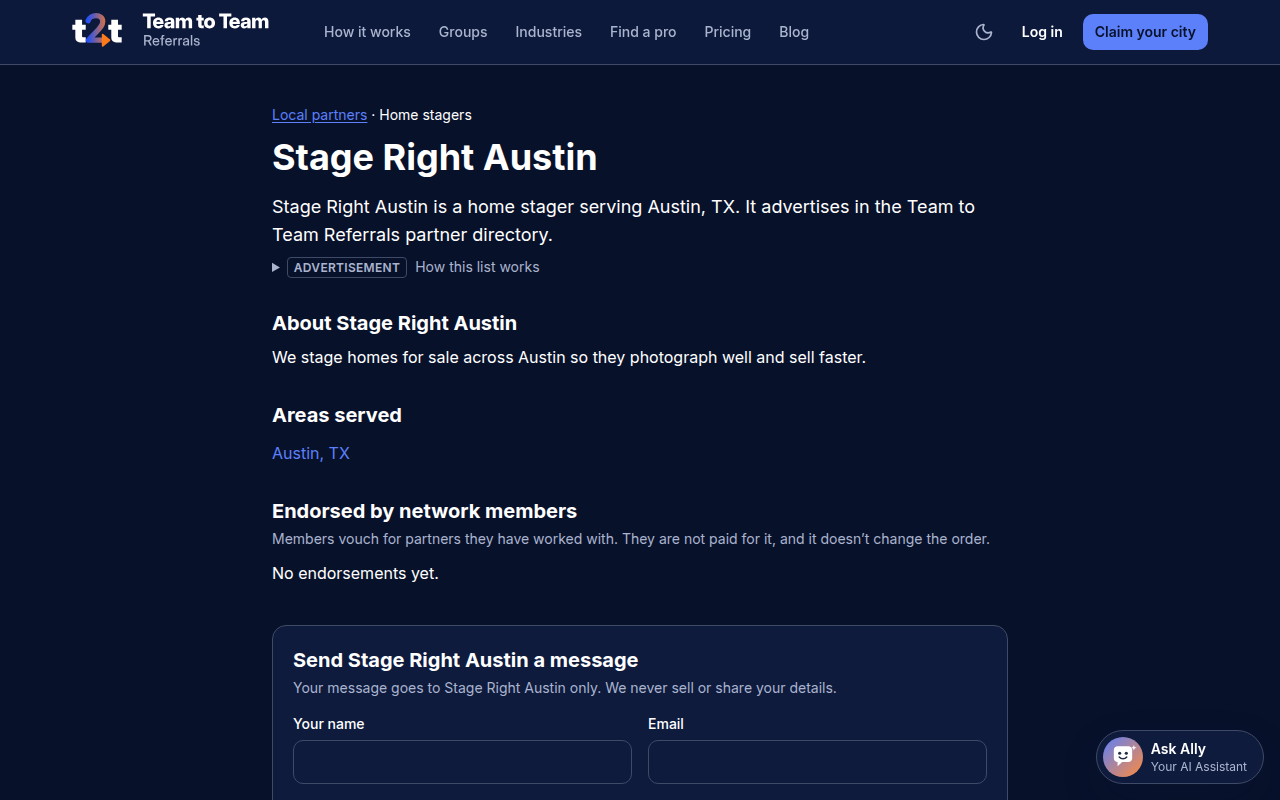 t2t Team to Team
Referrals
How it works Groups Industries Find a pro Pricing Blog
Log in Claim your city
Local partners · Home stagers
Stage Right Austin
Stage Right Austin is a home stager serving Austin, TX. It advertises in the Team to
Team Referrals partner directory.
ADVERTISEMENT How this list works
About Stage Right Austin
We stage homes for sale across Austin so they photograph well and sell faster.
Areas served
Austin, TX
Endorsed by network members
Members vouch for partners they have worked with. They are not paid for it, and it doesn’t change the order.
No endorsements yet.
Send Stage Right Austin a message
Your message goes to Stage Right Austin only. We never sell or share your details.
Your name Email
Ask Ally
Your AI Assistant